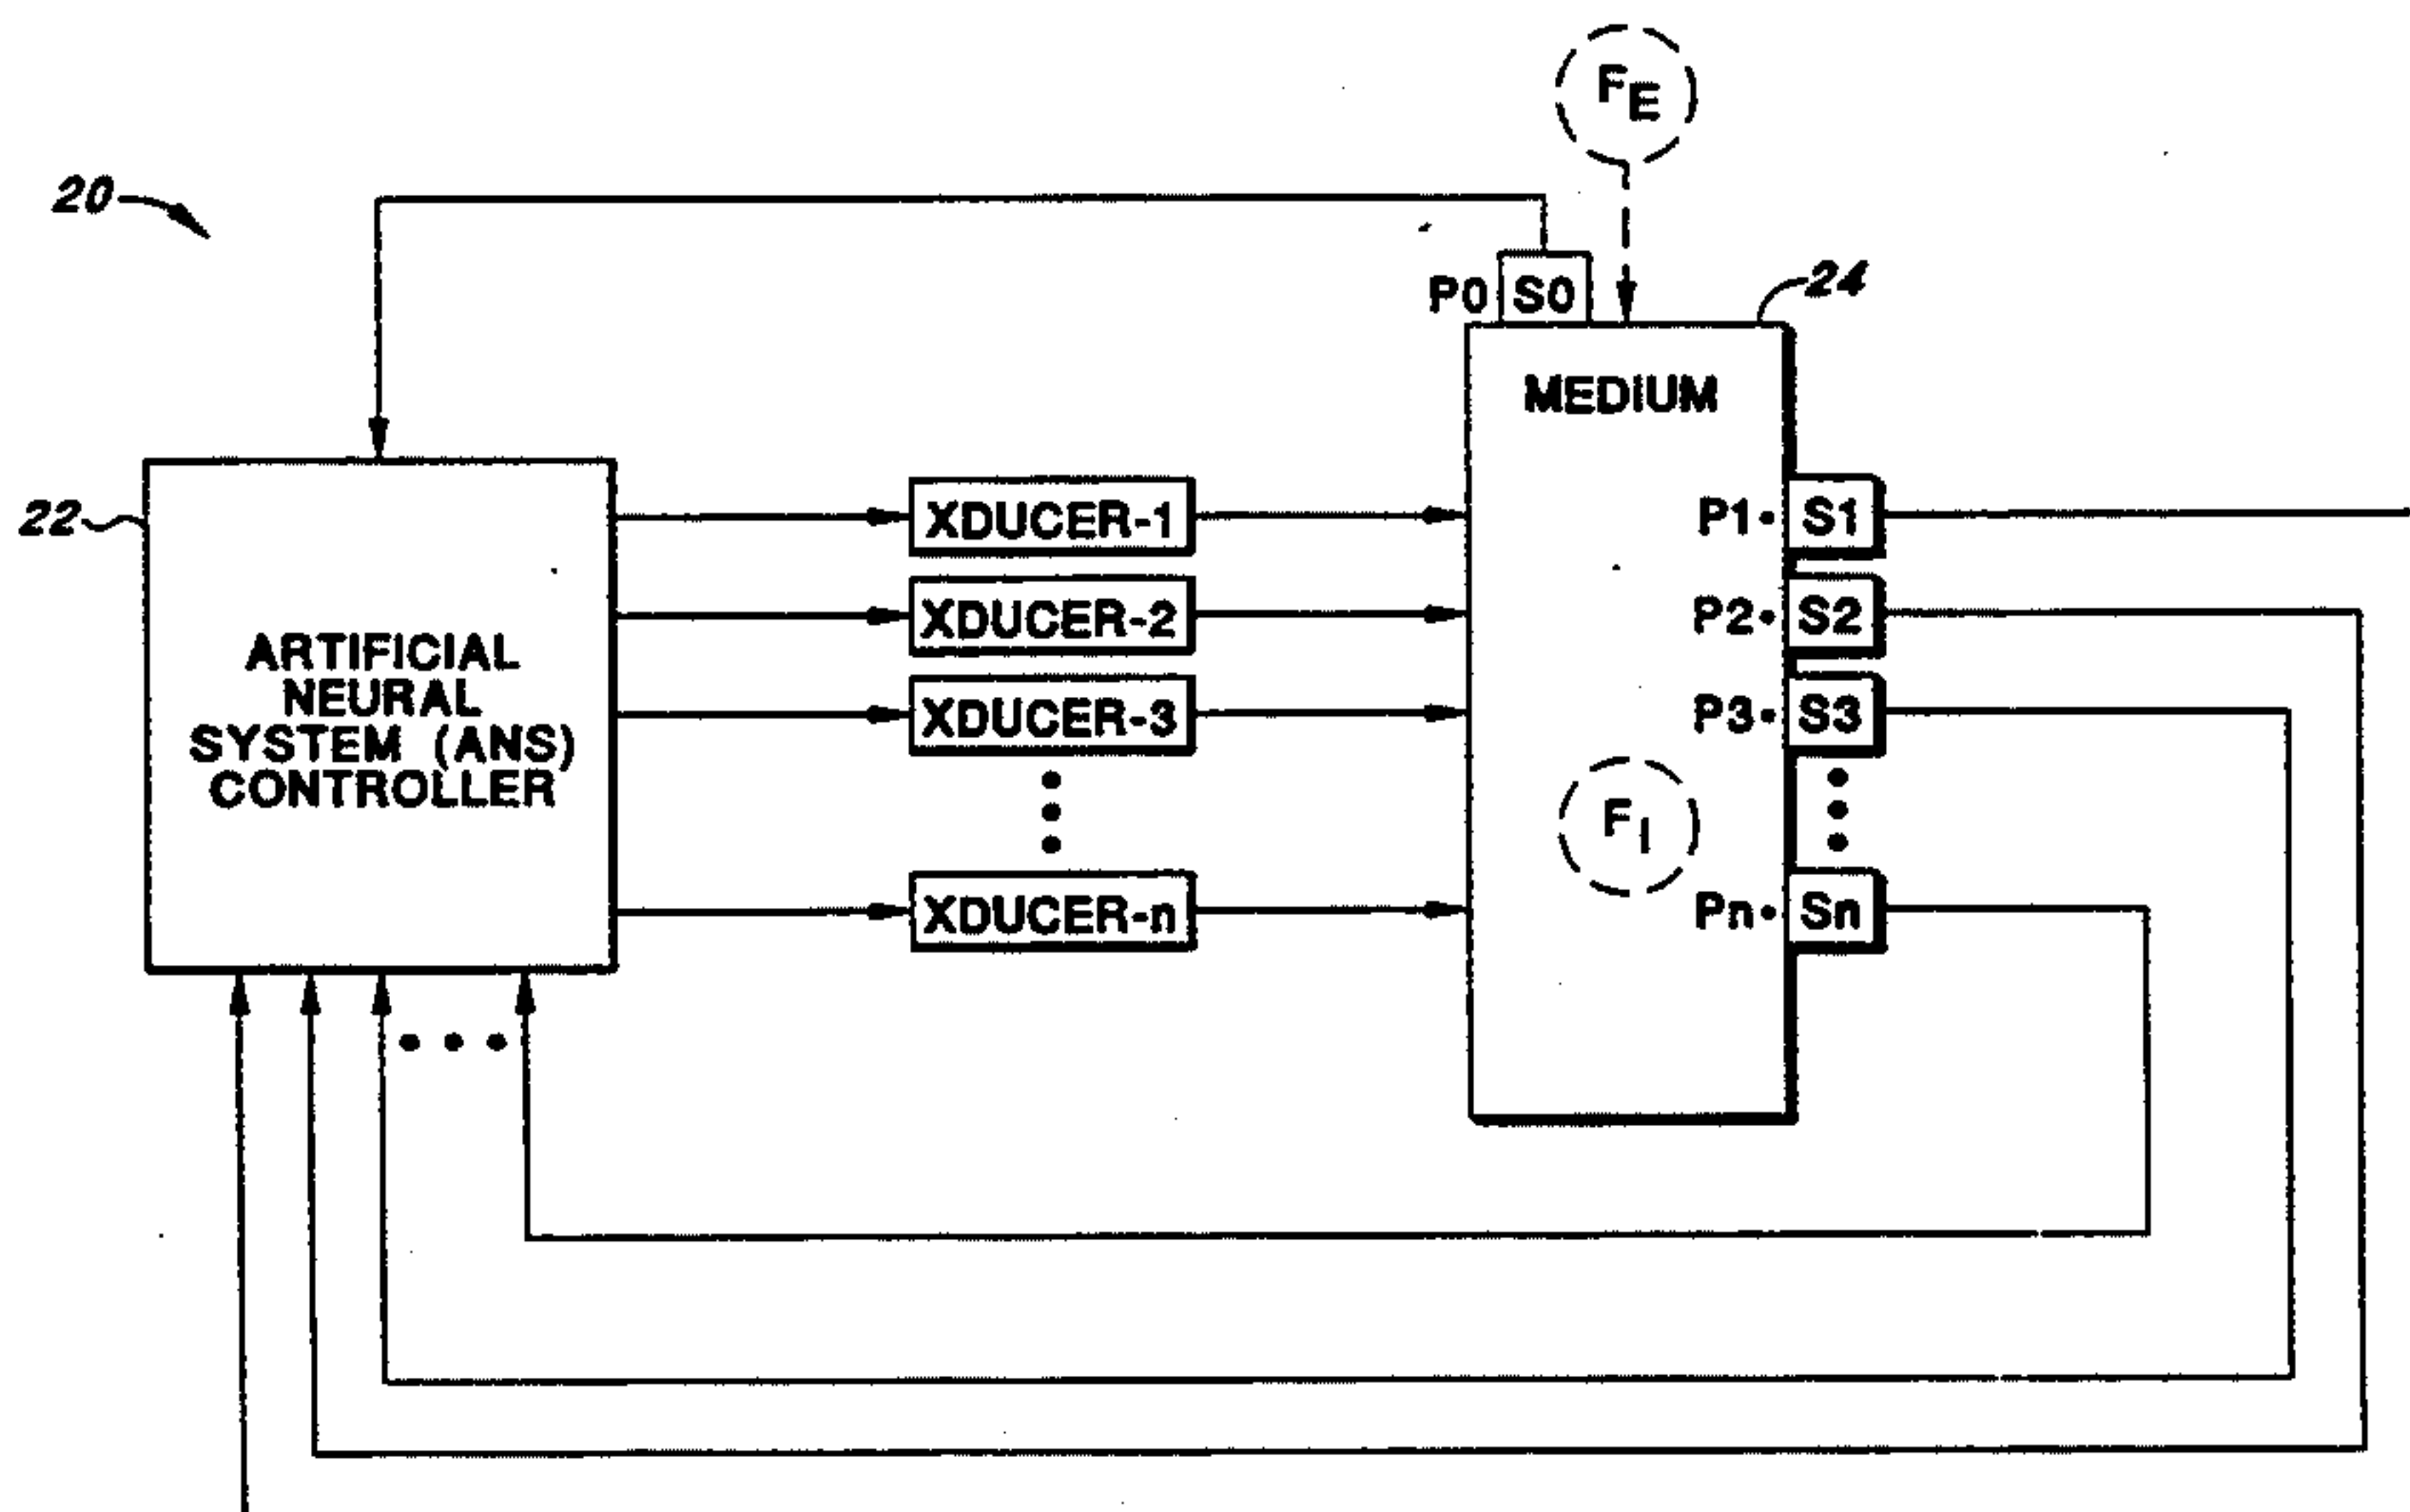 F_E
20
P0 S0
24
MEDIUM
22
XDUCER-1
P1 S1
XDUCER-2
P2 S2
ARTIFICIAL
NEURAL
SYSTEM (ANS)
CONTROLLER
XDUCER-3
P3 S3
F_I
XDUCER-n
Pn Sn